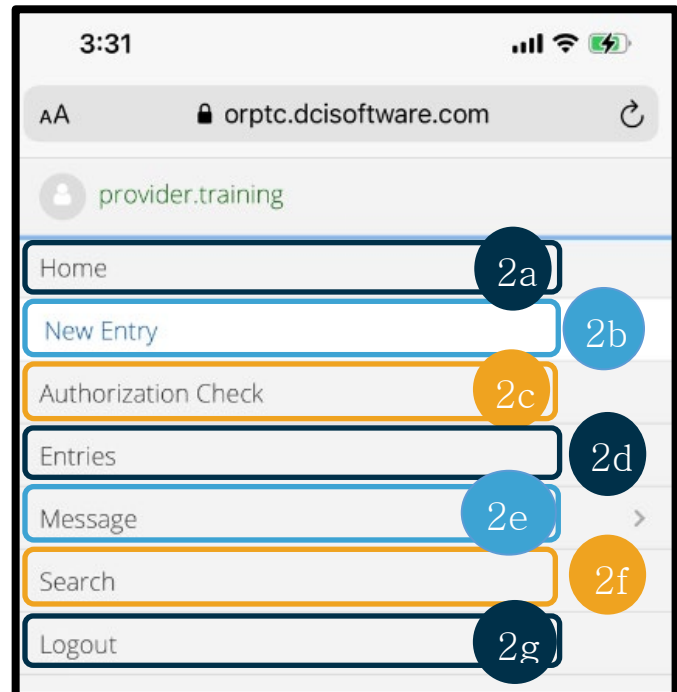 3:31
AA orptc.dcisoftware.com
provider.training
Home 2a
New Entry 2b
Authorization Check 2c
Entries 2d
Message 2e
Search 2f
Logout 2g